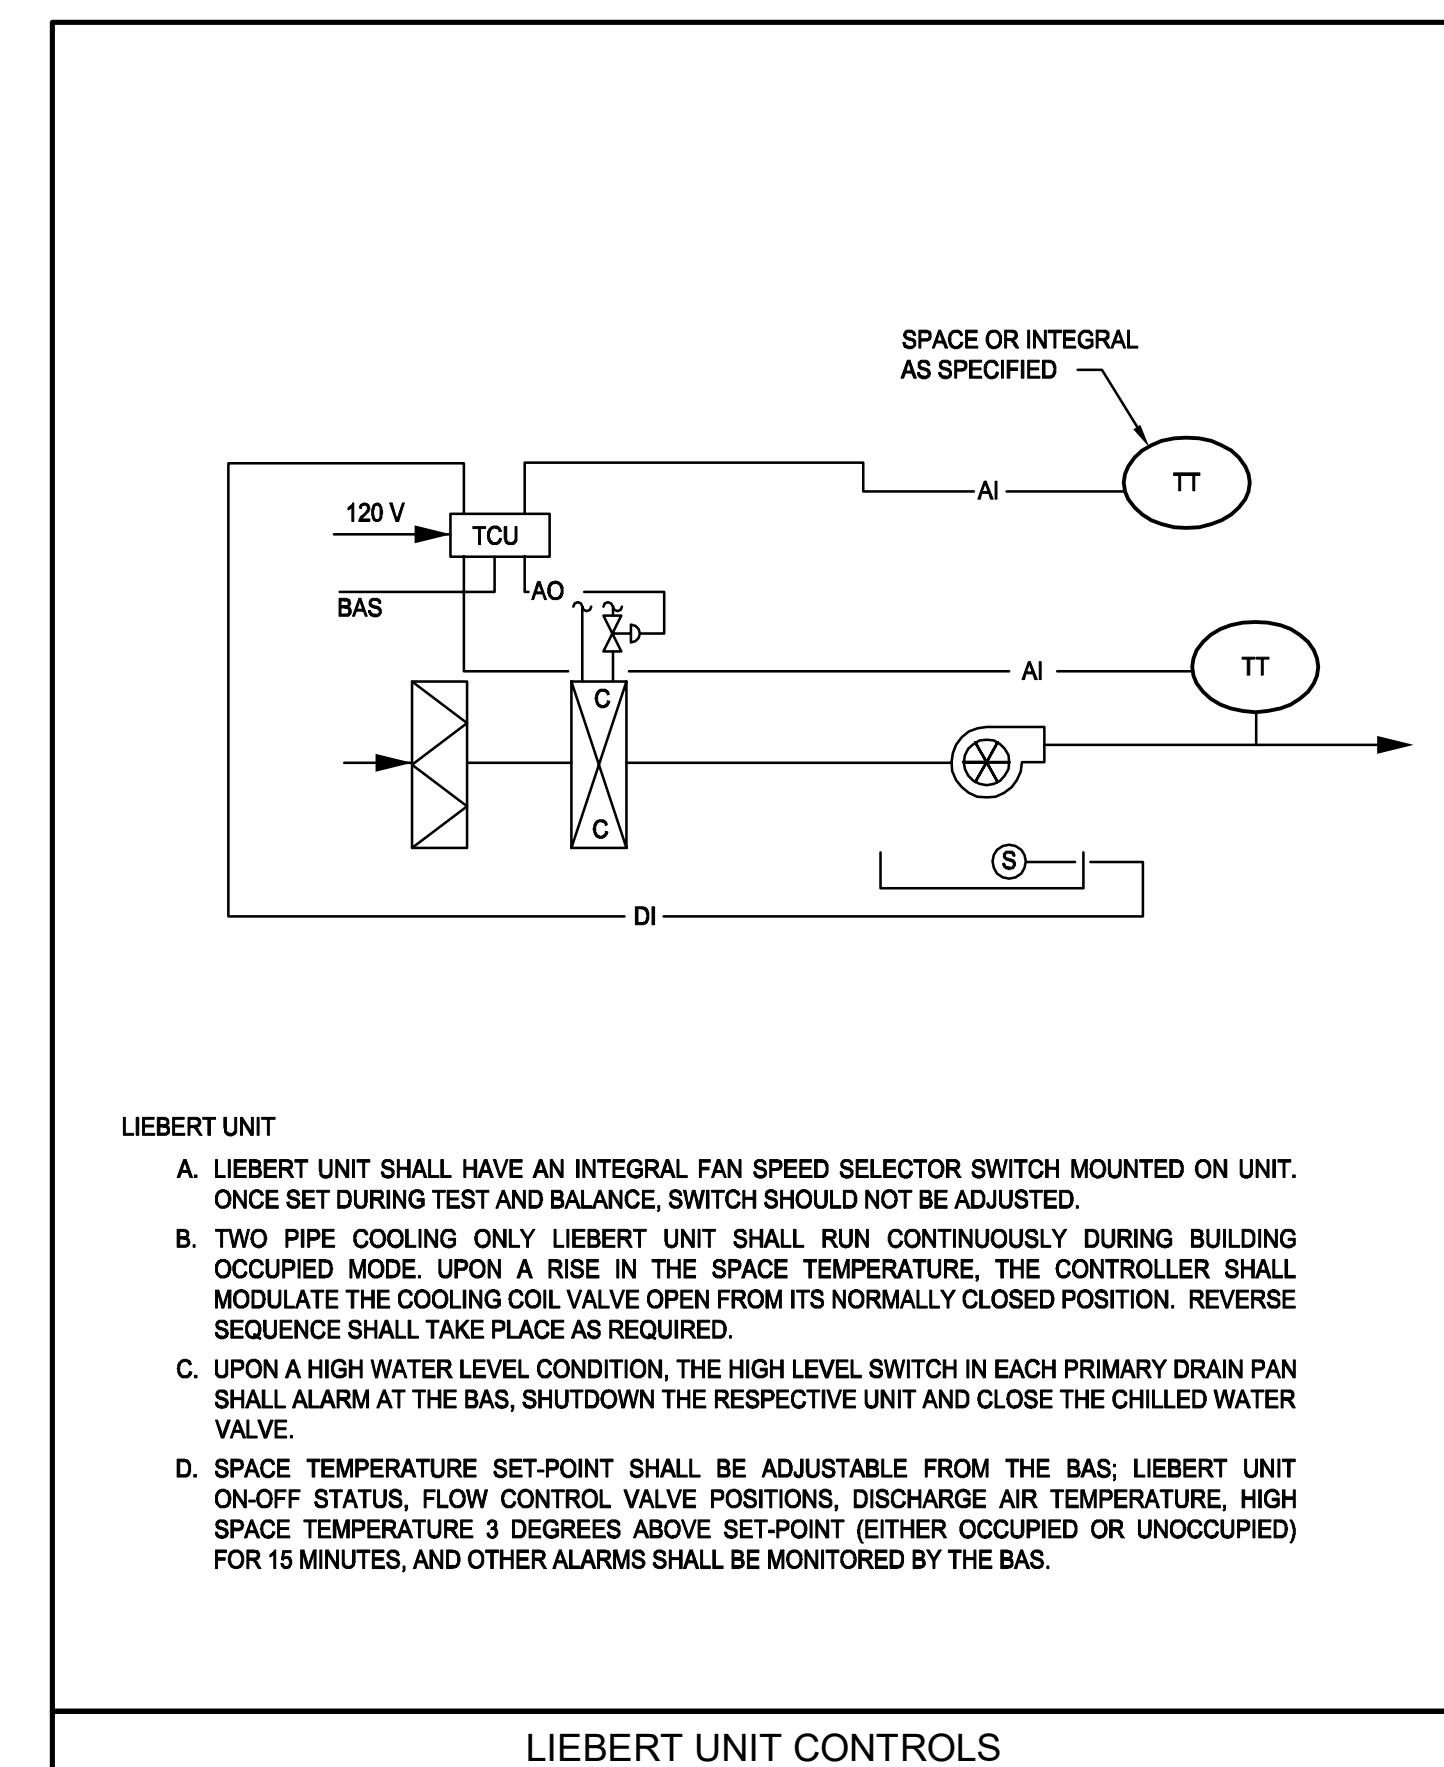 SPACE OR INTEGRAL
AS SPECIFIED
TT
AI
120 V
TCU
BAS
AO
AI
TT
C
C
S
DI
LIEBERT UNIT
A. LIEBERT UNIT SHALL HAVE AN INTEGRAL FAN SPEED SELECTOR SWITCH MOUNTED ON UNIT.
ONCE SET DURING TEST AND BALANCE, SWITCH SHOULD NOT BE ADJUSTED.
B. TWO PIPE COOLING ONLY LIEBERT UNIT SHALL RUN CONTINUOUSLY DURING BUILDING
OCCUPIED MODE. UPON A RISE IN THE SPACE TEMPERATURE, THE CONTROLLER SHALL
MODULATE THE COOLING COIL VALVE OPEN FROM ITS NORMALLY CLOSED POSITION. REVERSE
SEQUENCE SHALL TAKE PLACE AS REQUIRED.
C. UPON A HIGH WATER LEVEL CONDITION, THE HIGH LEVEL SWITCH IN EACH PRIMARY DRAIN PAN
SHALL ALARM AT THE BAS, SHUTDOWN THE RESPECTIVE UNIT AND CLOSE THE CHILLED WATER
VALVE.
D. SPACE TEMPERATURE SET-POINT SHALL BE ADJUSTABLE FROM THE BAS; LIEBERT UNIT
ON-OFF STATUS, FLOW CONTROL VALVE POSITIONS, DISCHARGE AIR TEMPERATURE, HIGH
SPACE TEMPERATURE 3 DEGREES ABOVE SET-POINT (EITHER OCCUPIED OR UNOCCUPIED)
FOR 15 MINUTES, AND OTHER ALARMS SHALL BE MONITORED BY THE BAS.
LIEBERT UNIT CONTROLS